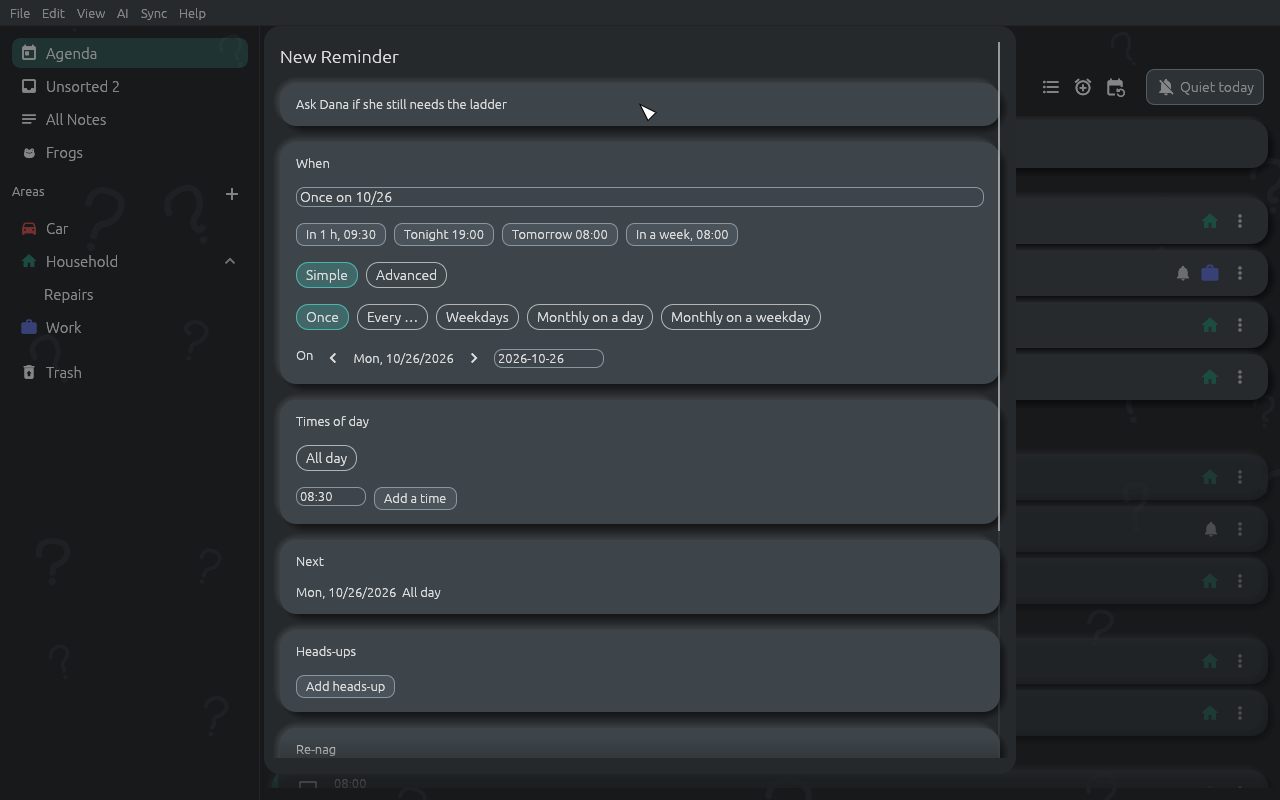 File Edit View AI Sync Help
Agenda
Unsorted 2
All Notes
Frogs
Areas
Car
Household
Repairs
Work
Trash
Quiet today
New Reminder
Ask Dana if she still needs the ladder
When
Once on 10/26
In 1 h, 09:30 Tonight 19:00 Tomorrow 08:00 In a week, 08:00
Simple Advanced
Once Every ... Weekdays Monthly on a day Monthly on a weekday
On Mon, 10/26/2026 2026-10-26
Times of day
All day
08:30 Add a time
Next
Mon, 10/26/2026 All day
Heads-ups
Add heads-up
Re-nag
08:00